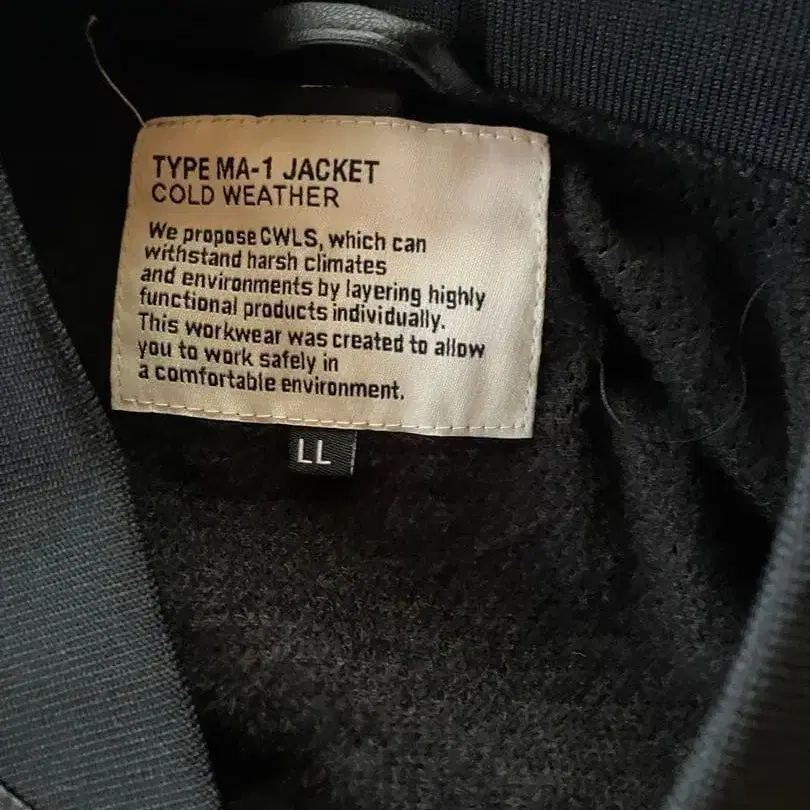 TYPE MA-1 JACKET
COLD WEATHER
We propose CWLS, which can
withstand harsh climates
and environments by layering highly
functional products individually.
This workwear was created to allow
you to work safely in
a comfortable environment.
LL